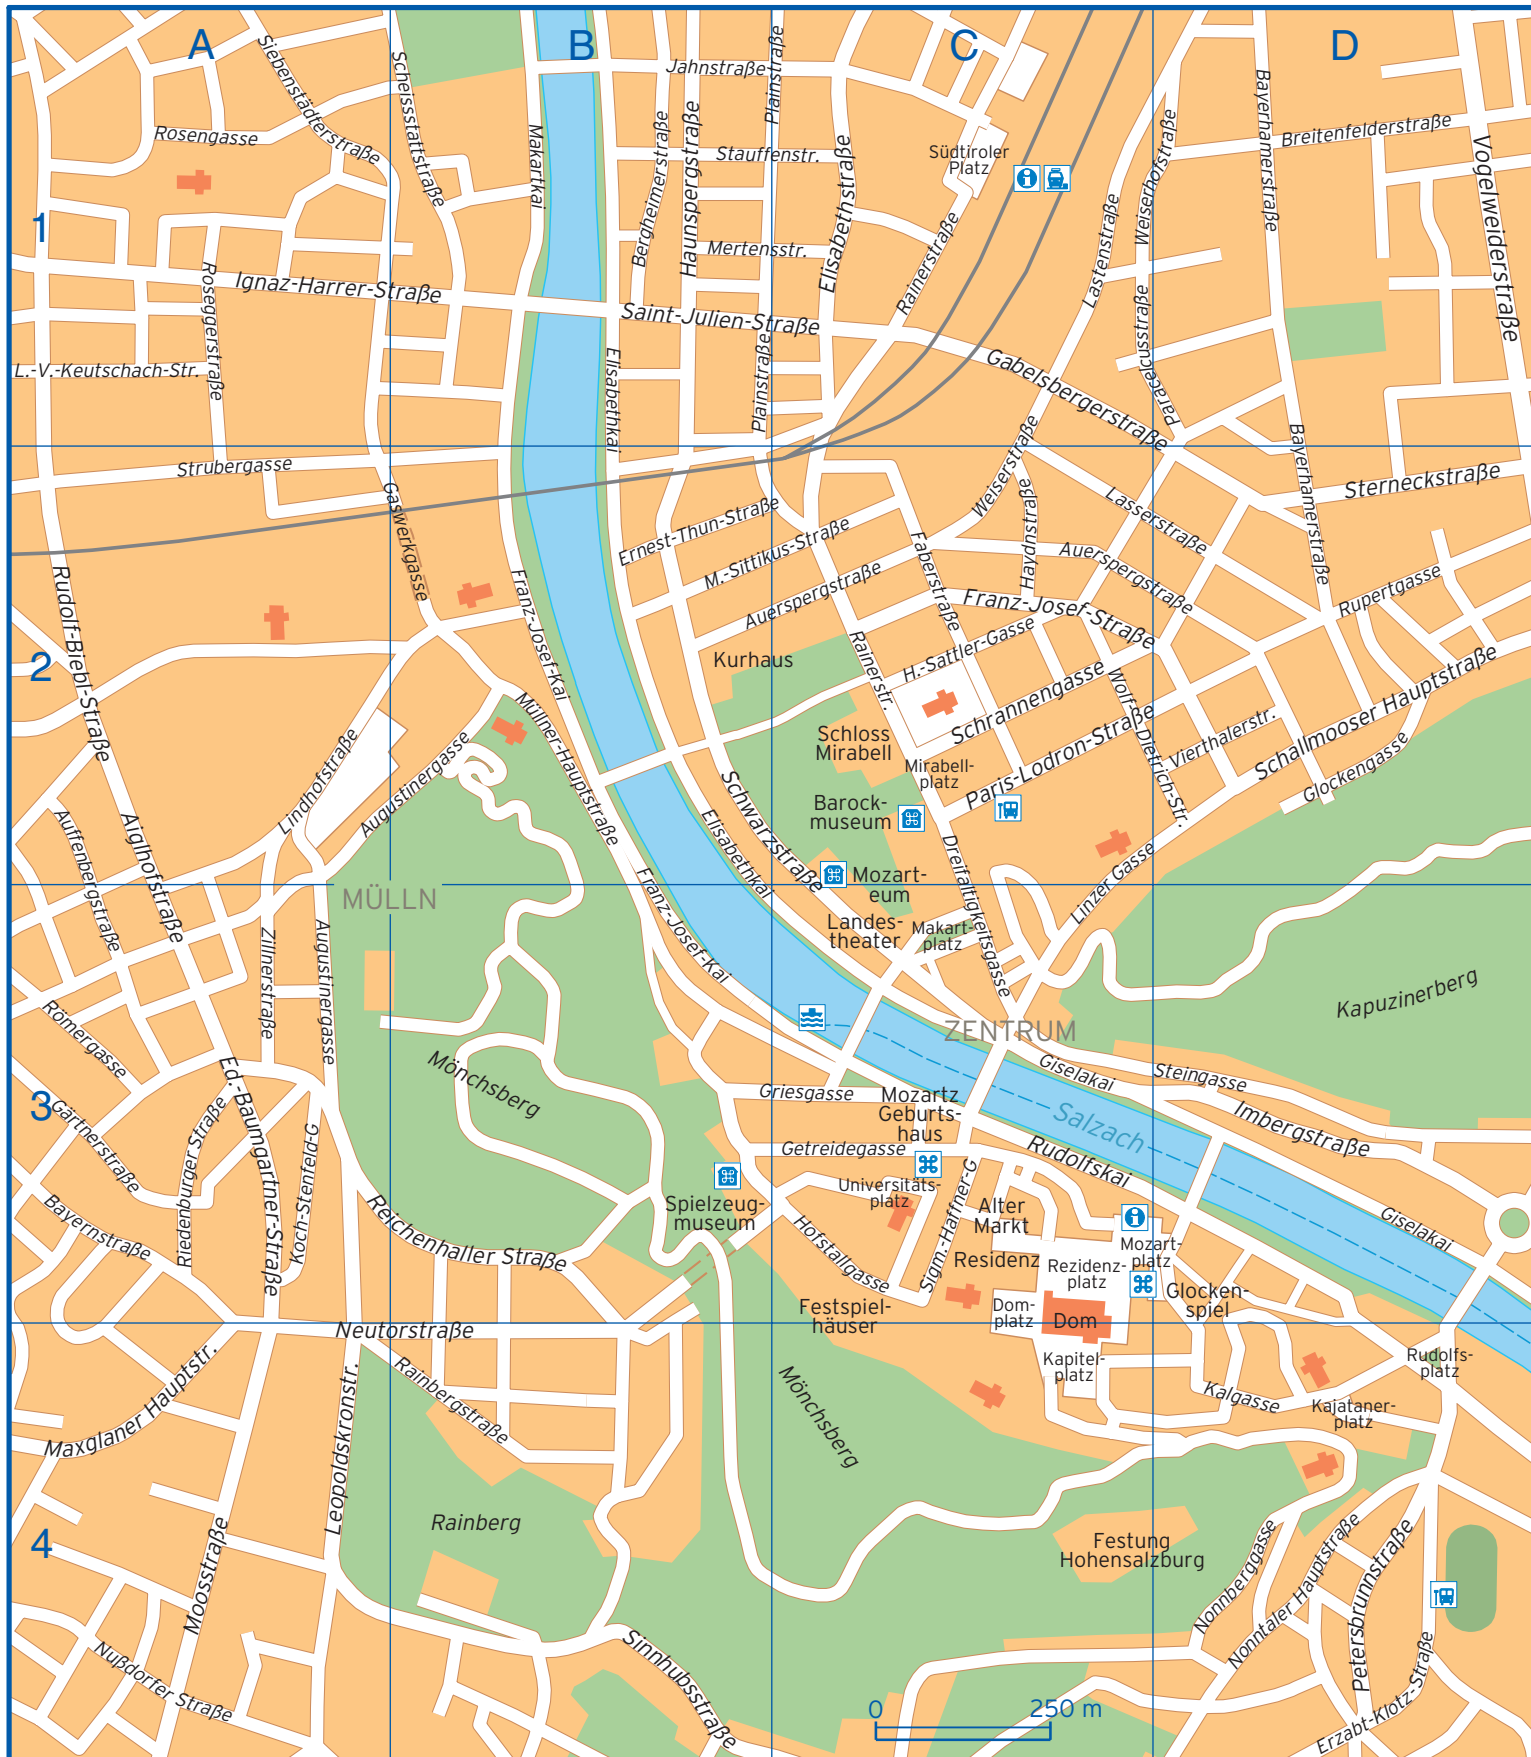 A
B
C
D
1
2
3
4
Siebenstädterstraße
Scheissstattstraße
Rosengasse
Makartkai
Jahnstraße
Plainstraße
Bergheimerstraße
Haunspergstraße
Stauffenstr.
Elisabethstraße
Mertensstr.
Südtiroler
Platz
Rainerstraße
Lastenstraße
Weiserhofstraße
Bayerhamerstraße
Breitenfelderstraße
Vogelweiderstraße
Ignaz-Harrer-Straße
Roseggerstraße
L.-V.-Keutschach-Str.
Saint-Julien-Straße
Elisabethkai
Plainstraße
Gabelsbergerstraße
Paracelcusstraße
Strubergasse
Gaswerkgasse
Weiserstraße
Haydnstraße
Lasserstraße
Bayerhamerstraße
Sterneckstraße
Ernest-Thun-Straße
M.-Sittikus-Straße
Auerspergstraße
Faberstraße
Auerspergstraße
Franz-Josef-Straße
Rupertgasse
Rudolf-Biebl-Straße
Franz-Josef-Kai
Kurhaus
Rainerstr.
H.-Sattler-Gasse
Schrannengasse
Wolf-Dietrich-Str.
Vierthalerstr.
Schallmooser Hauptstraße
Glockengasse
Müllner-Hauptstraße
Schloss
Mirabell
Mirabell-
platz
Paris-Lodron-Straße
Lindhofstraße
Augustinergasse
Schwarzstraße
Elisabethkai
Barock-
museum
Auffenbergstraße
Aiglhofstraße
Mozart-
eum
Dreifaltigkeitsgasse
Linzer Gasse
MÜLLN
Franz-Josef-Kai
Landes-
theater
Makart-
platz
Zillnerstraße
Augustinergasse
Kapuzinerberg
ZENTRUM
Römergasse
Mönchsberg
Giselakai
Steingasse
Griesgasse
Mozartz
Geburts-
haus
Salzach
Imbergstraße
Ed.-Baumgartner-Straße
Gärtnerstraße
Riedenburger Straße
Koch-Stenfeld-G
Getreidegasse
Rudolfskai
Universitäts-
platz
Spielzeug-
museum
Alter
Markt
Sigm.-Haffner-G
Giselakai
Bayernstraße
Reichenhaller Straße
Hofstallgasse
Residenz
Rezidenz-
platz
Mozart-
platz
Glocken-
spiel
Festspiel-
häuser
Dom-
platz
Dom
Neutorstraße
Kapitel-
platz
Rudolfs-
platz
Maxglaner Hauptstr.
Leopoldskronstr.
Rainbergstraße
Mönchsberg
Kalgasse
Kajataner-
platz
Rainberg
Festung
Hohensalzburg
Moosstraße
Nonnberggasse
Nonntaler Hauptstraße
Petersbrunnstraße
Nußdorfer Straße
Sinnhubsstraße
Erzabt-Klotz-Straße
0
250 m